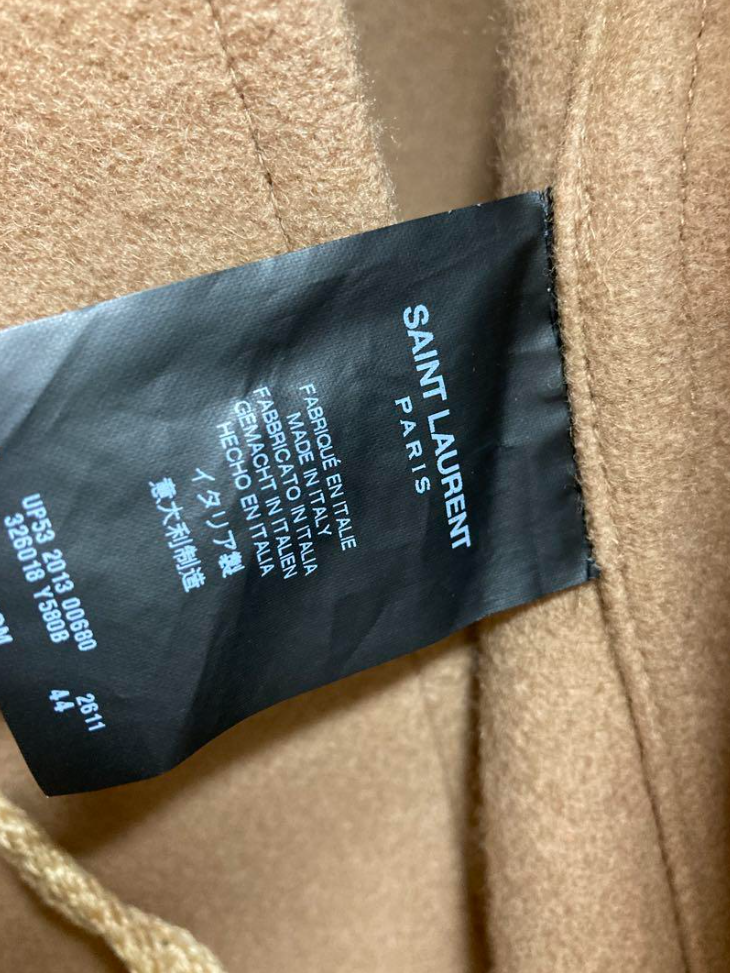 SAINT LAURENT
PARIS
FABRIQUÉ EN ITALIE
MADE IN ITALY
FABBRICATO IN ITALIA
GEMACHT IN ITALIEN
HECHO EN ITALIA
イタリア製
意大利制造
UP53 2013 00680 2611
326018 Y580B 44